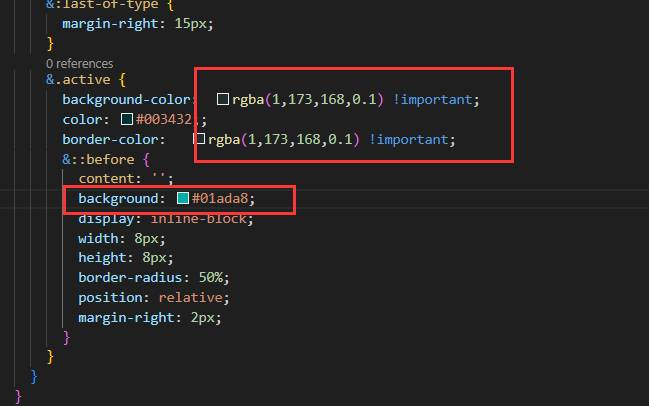 &:last-of-type {
margin-right: 15px;
}
0 references
&.active {
background-color: rgba(1,173,168,0.1) !important;
color: #003432,;
border-color: rgba(1,173,168,0.1) !important;
&::before {
content: '';
background: #01ada8;
display: inline-block;
width: 8px;
height: 8px;
border-radius: 50%;
position: relative;
margin-right: 2px;
}
}
}
}